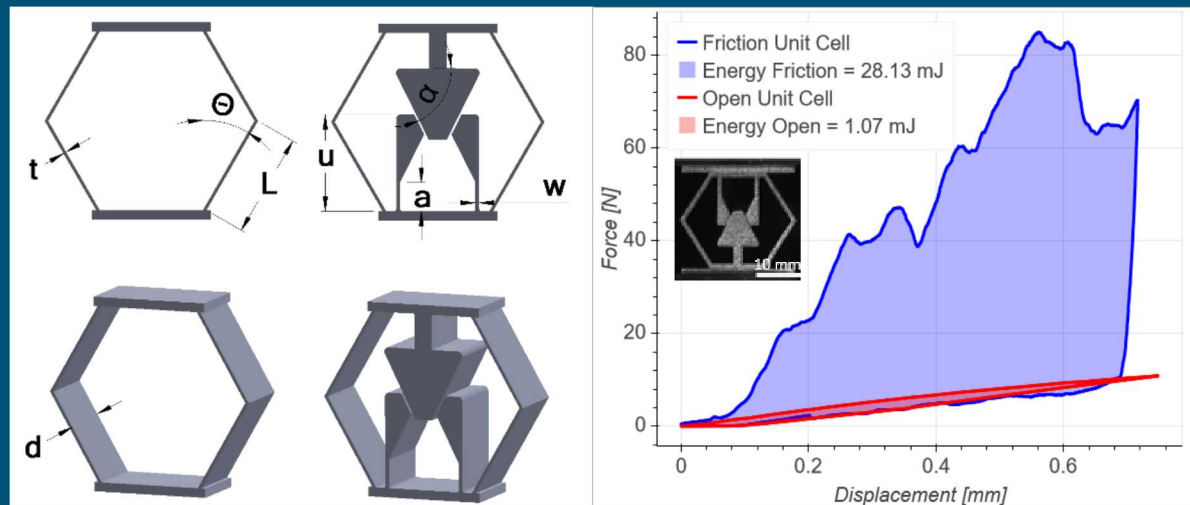 Θ
t
L
α
u
a
w
d
Friction Unit Cell
Energy Friction = 28.13 mJ
Open Unit Cell
Energy Open = 1.07 mJ
10 mm
80
60
40
20
0
Force [N]
0
0.2
0.4
0.6
Displacement [mm]